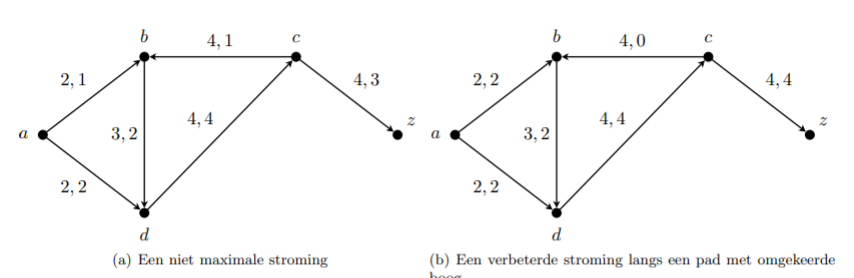 b
4, 1
c
2, 1
4, 3
a
3, 2
4, 4
z
2, 2
d
(a) Een niet maximale stroming
b
4, 0
c
2, 2
4, 4
a
3, 2
4, 4
z
2, 2
d
(b) Een verbeterde stroming langs een pad met omgekeerde